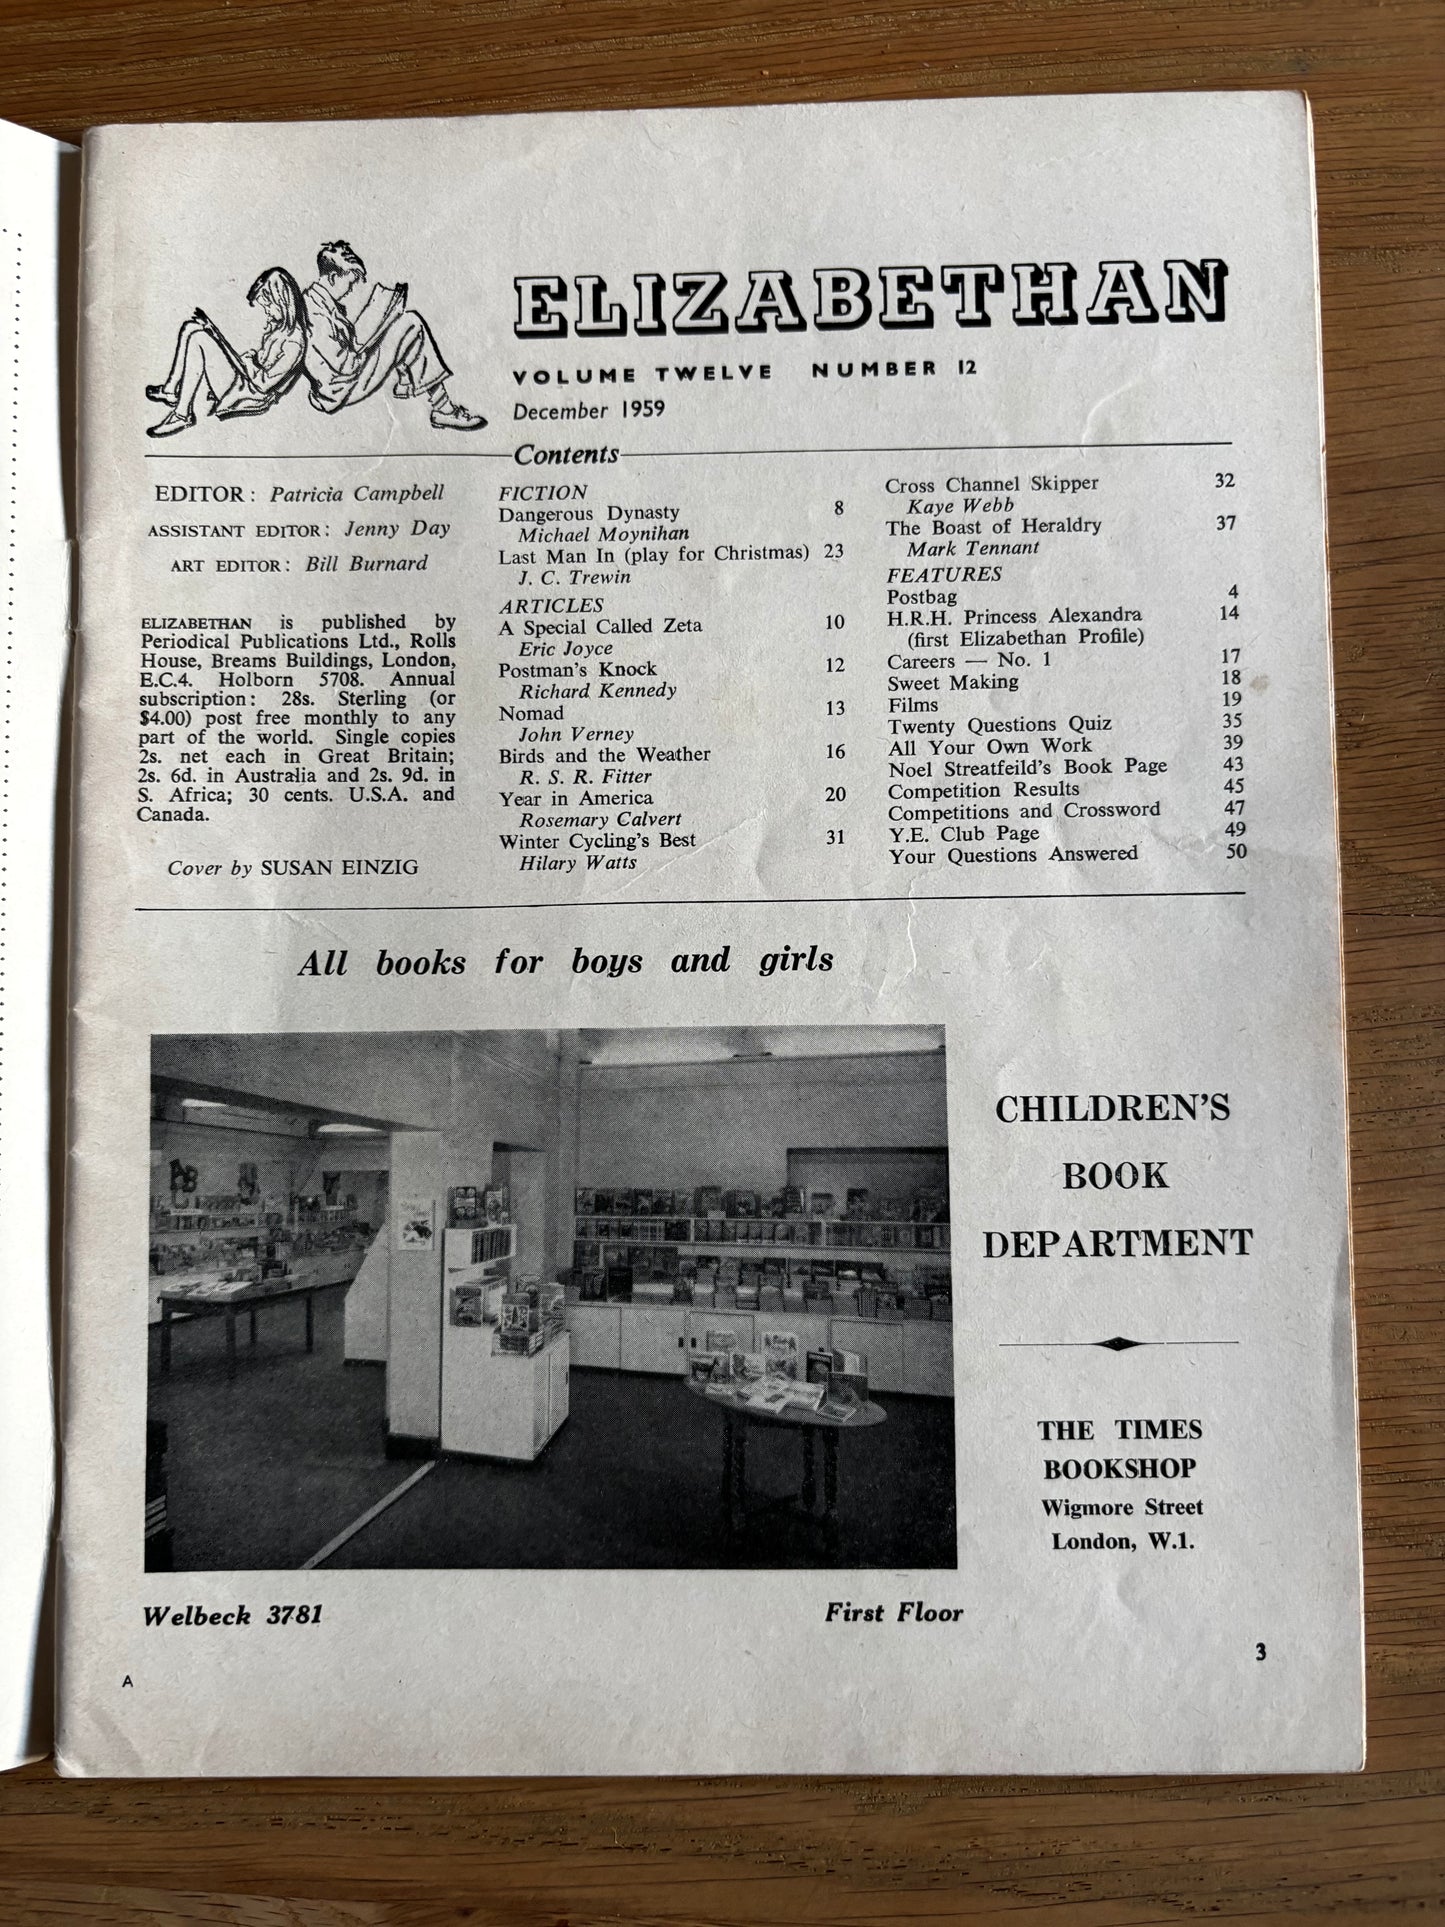 ELIZABETHAN
VOLUME TWELVE NUMBER 12
December 1959
Contents
EDITOR: Patricia Campbell
ASSISTANT EDITOR: Jenny Day
ART EDITOR: Bill Burnard
ELIZABETHAN is published by
Periodical Publications Ltd., Rolls
House, Breams Buildings, London,
E.C.4. Holborn 5708. Annual
subscription: 28s. Sterling (or
$4.00) post free monthly to any
part of the world. Single copies
2s. net each in Great Britain;
2s. 6d. in Australia and 2s. 9d. in
S. Africa; 30 cents. U.S.A. and
Canada.
Cover by SUSAN EINZIG
FICTION
Dangerous Dynasty 8
Michael Moynihan
Last Man In (play for Christmas) 23
J. C. Trewin
ARTICLES
A Special Called Zeta 10
Eric Joyce
Postman's Knock 12
Richard Kennedy
Nomad 13
John Verney
Birds and the Weather 16
R. S. R. Fitter
Year in America 20
Rosemary Calvert
Winter Cycling's Best 31
Hilary Watts
Cross Channel Skipper 32
Kaye Webb
The Boast of Heraldry 37
Mark Tennant
FEATURES
Postbag 4
H.R.H. Princess Alexandra 14
(first Elizabethan Profile)
Careers — No. 1 17
Sweet Making 18
Films 19
Twenty Questions Quiz 35
All Your Own Work 39
Noel Streatfeild's Book Page 43
Competition Results 45
Competitions and Crossword 47
Y.E. Club Page 49
Your Questions Answered 50
All books for boys and girls
CHILDREN'S
BOOK
DEPARTMENT
THE TIMES
BOOKSHOP
Wigmore Street
London, W.1.
Welbeck 3781
First Floor
3
A